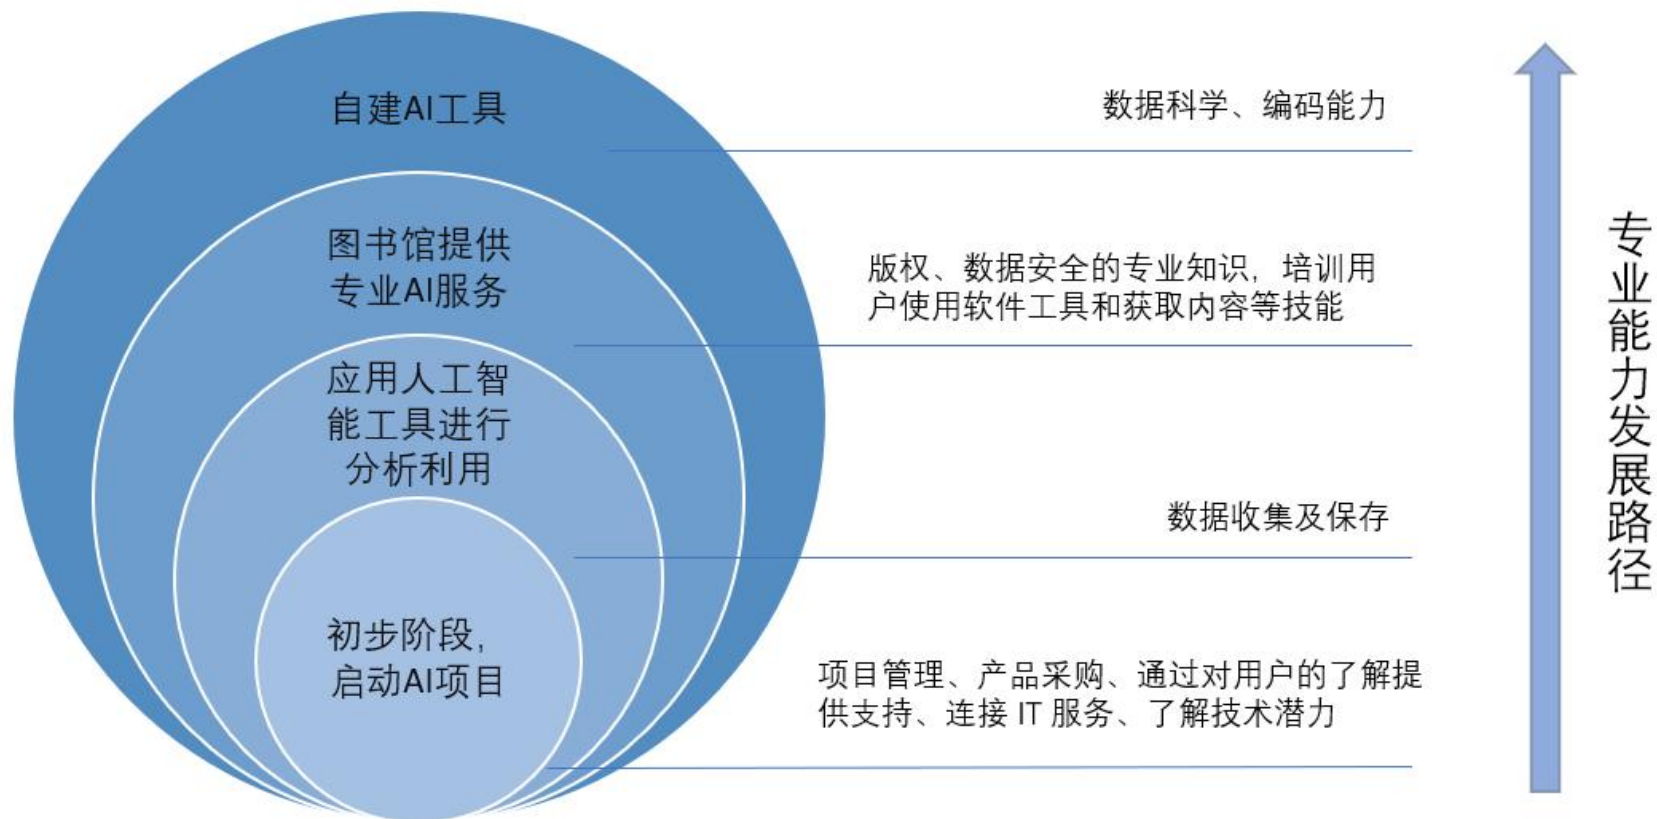 自建AI工具
数据科学、编码能力
图书馆提供
专业AI服务
版权、数据安全的专业知识，培训用
户使用软件工具和获取内容等技能
应用人工智
能工具进行
分析利用
数据收集及保存
初步阶段，
启动AI项目
项目管理、产品采购、通过对用户的了解提
供支持、连接 IT 服务、了解技术潜力
专业能力发展路径